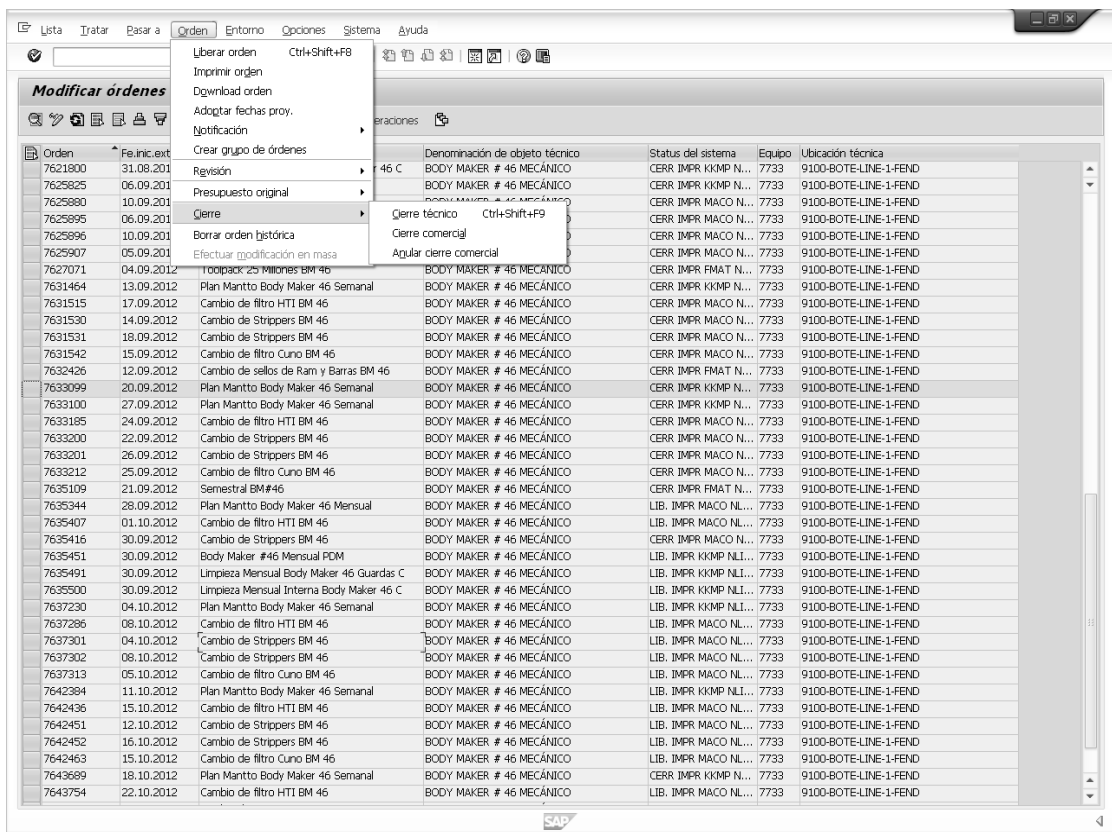 Lista Tratar Pasar a Orden Entorno Opciones Sistema Ayuda
Liberar orden Ctrl+Shift+F8
Imprimir orden
Modificar órdenes
Download orden
Adoptar fechas proy.
eraciones
Notificación
Crear grupo de órdenes
Orden Fe.inic.ext Denominación de objeto técnico Status del sistema Equipo Ubicación técnica
7621800 31.08.201 r 46 C BODY MAKER # 46 MECÁNICO CERR IMPR KKMP N... 7733 9100-BOTE-LINE-1-FEND
Revisión
7625825 06.09.201 BODY MAKER # 46 MECÁNICO CERR IMPR KKMP N... 7733 9100-BOTE-LINE-1-FEND
Presupuesto original
7625880 10.09.201 CERR IMPR MACO N... 7733 9100-BOTE-LINE-1-FEND
Cierre
Cierre técnico Ctrl+Shift+F9
7625895 06.09.201 CERR IMPR MACO N... 7733 9100-BOTE-LINE-1-FEND
Borrar orden histórica
Cierre comercial
7625896 10.09.201 CERR IMPR MACO N... 7733 9100-BOTE-LINE-1-FEND
Efectuar modificación en masa
Anular cierre comercial
7625907 05.09.201 CERR IMPR MACO N... 7733 9100-BOTE-LINE-1-FEND
7627071 04.09.2012 Toolpack 25 Millones BM 46 BODY MAKER # 46 MECÁNICO CERR IMPR FMAT N... 7733 9100-BOTE-LINE-1-FEND
7631464 13.09.2012 Plan Mantto Body Maker 46 Semanal BODY MAKER # 46 MECÁNICO CERR IMPR KKMP N... 7733 9100-BOTE-LINE-1-FEND
7631515 17.09.2012 Cambio de filtro HTI BM 46 BODY MAKER # 46 MECÁNICO CERR IMPR MACO N... 7733 9100-BOTE-LINE-1-FEND
7631530 14.09.2012 Cambio de Strippers BM 46 BODY MAKER # 46 MECÁNICO CERR IMPR MACO N... 7733 9100-BOTE-LINE-1-FEND
7631531 18.09.2012 Cambio de Strippers BM 46 BODY MAKER # 46 MECÁNICO CERR IMPR MACO N... 7733 9100-BOTE-LINE-1-FEND
7631542 15.09.2012 Cambio de filtro Cuno BM 46 BODY MAKER # 46 MECÁNICO CERR IMPR MACO N... 7733 9100-BOTE-LINE-1-FEND
7632426 12.09.2012 Cambio de sellos de Ram y Barras BM 46 BODY MAKER # 46 MECÁNICO CERR IMPR FMAT N... 7733 9100-BOTE-LINE-1-FEND
7633099 20.09.2012 Plan Mantto Body Maker 46 Semanal BODY MAKER # 46 MECÁNICO CERR IMPR KKMP N... 7733 9100-BOTE-LINE-1-FEND
7633100 27.09.2012 Plan Mantto Body Maker 46 Semanal BODY MAKER # 46 MECÁNICO CERR IMPR KKMP N... 7733 9100-BOTE-LINE-1-FEND
7633185 24.09.2012 Cambio de filtro HTI BM 46 BODY MAKER # 46 MECÁNICO CERR IMPR MACO N... 7733 9100-BOTE-LINE-1-FEND
7633200 22.09.2012 Cambio de Strippers BM 46 BODY MAKER # 46 MECÁNICO CERR IMPR MACO N... 7733 9100-BOTE-LINE-1-FEND
7633201 26.09.2012 Cambio de Strippers BM 46 BODY MAKER # 46 MECÁNICO CERR IMPR MACO N... 7733 9100-BOTE-LINE-1-FEND
7633212 25.09.2012 Cambio de filtro Cuno BM 46 BODY MAKER # 46 MECÁNICO CERR IMPR MACO N... 7733 9100-BOTE-LINE-1-FEND
7635109 21.09.2012 Semestral BM#46 BODY MAKER # 46 MECÁNICO CERR IMPR FMAT N... 7733 9100-BOTE-LINE-1-FEND
7635344 28.09.2012 Plan Mantto Body Maker 46 Mensual BODY MAKER # 46 MECÁNICO LIB. IMPR MACO NL... 7733 9100-BOTE-LINE-1-FEND
7635407 01.10.2012 Cambio de filtro HTI BM 46 BODY MAKER # 46 MECÁNICO LIB. IMPR MACO NL... 7733 9100-BOTE-LINE-1-FEND
7635416 30.09.2012 Cambio de Strippers BM 46 BODY MAKER # 46 MECÁNICO CERR IMPR MACO N... 7733 9100-BOTE-LINE-1-FEND
7635451 30.09.2012 Body Maker #46 Mensual PDM BODY MAKER # 46 MECÁNICO LIB. IMPR KKMP NLI... 7733 9100-BOTE-LINE-1-FEND
7635491 30.09.2012 Limpieza Mensual Body Maker 46 Guardas C BODY MAKER # 46 MECÁNICO LIB. IMPR KKMP NLI... 7733 9100-BOTE-LINE-1-FEND
7635500 30.09.2012 Limpieza Mensual Interna Body Maker 46 C BODY MAKER # 46 MECÁNICO LIB. IMPR KKMP NLI... 7733 9100-BOTE-LINE-1-FEND
7637230 04.10.2012 Plan Mantto Body Maker 46 Semanal BODY MAKER # 46 MECÁNICO LIB. IMPR KKMP NLI... 7733 9100-BOTE-LINE-1-FEND
7637286 08.10.2012 Cambio de filtro HTI BM 46 BODY MAKER # 46 MECÁNICO LIB. IMPR MACO NL... 7733 9100-BOTE-LINE-1-FEND
7637301 04.10.2012 Cambio de Strippers BM 46 BODY MAKER # 46 MECÁNICO LIB. IMPR MACO NL... 7733 9100-BOTE-LINE-1-FEND
7637302 08.10.2012 Cambio de Strippers BM 46 BODY MAKER # 46 MECÁNICO LIB. IMPR MACO NL... 7733 9100-BOTE-LINE-1-FEND
7637313 05.10.2012 Cambio de filtro Cuno BM 46 BODY MAKER # 46 MECÁNICO LIB. IMPR MACO NL... 7733 9100-BOTE-LINE-1-FEND
7642384 11.10.2012 Plan Mantto Body Maker 46 Semanal BODY MAKER # 46 MECÁNICO LIB. IMPR KKMP NLI... 7733 9100-BOTE-LINE-1-FEND
7642436 15.10.2012 Cambio de filtro HTI BM 46 BODY MAKER # 46 MECÁNICO LIB. IMPR MACO NL... 7733 9100-BOTE-LINE-1-FEND
7642451 12.10.2012 Cambio de Strippers BM 46 BODY MAKER # 46 MECÁNICO LIB. IMPR MACO NL... 7733 9100-BOTE-LINE-1-FEND
7642452 16.10.2012 Cambio de Strippers BM 46 BODY MAKER # 46 MECÁNICO LIB. IMPR MACO NL... 7733 9100-BOTE-LINE-1-FEND
7642463 15.10.2012 Cambio de filtro Cuno BM 46 BODY MAKER # 46 MECÁNICO LIB. IMPR MACO NL... 7733 9100-BOTE-LINE-1-FEND
7643689 18.10.2012 Plan Mantto Body Maker 46 Semanal BODY MAKER # 46 MECÁNICO CERR IMPR KKMP N... 7733 9100-BOTE-LINE-1-FEND
7643754 22.10.2012 Cambio de filtro HTI BM 46 BODY MAKER # 46 MECÁNICO LIB. IMPR MACO NL... 7733 9100-BOTE-LINE-1-FEND
SAP